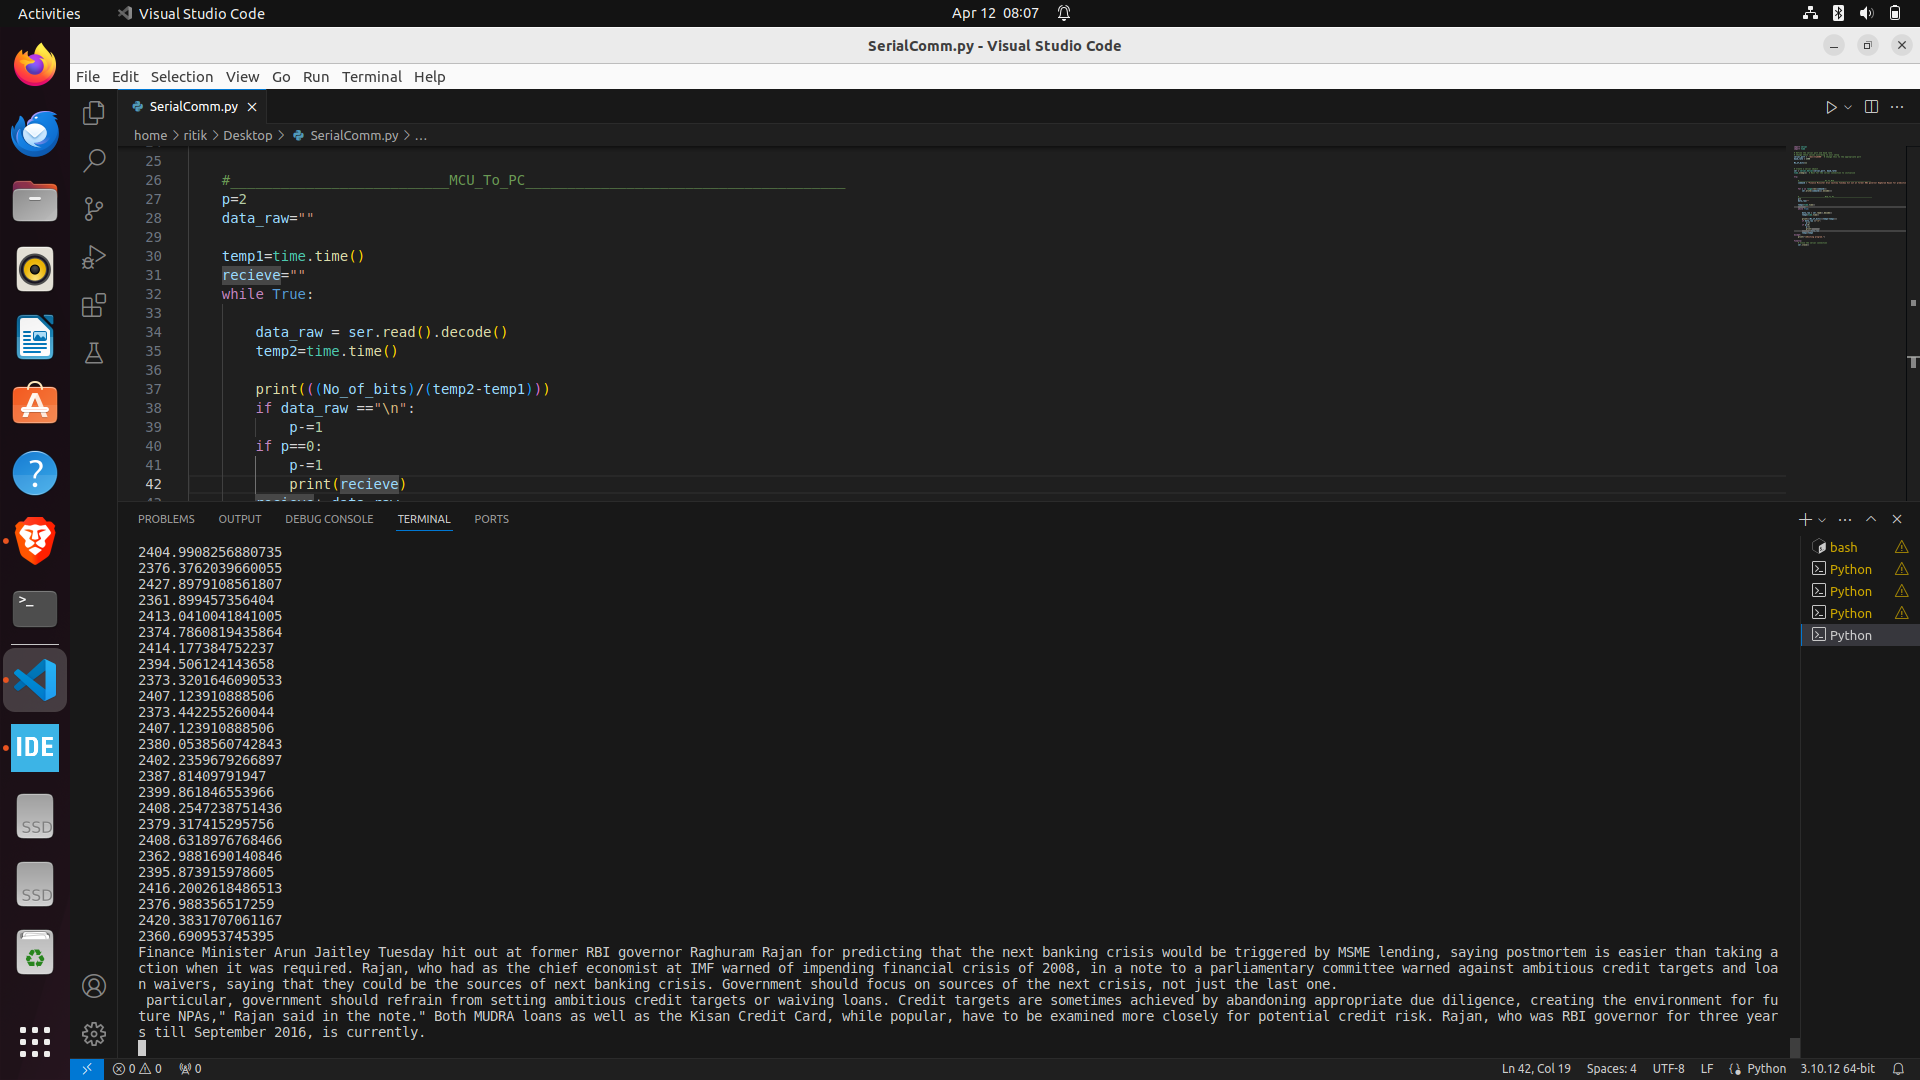 Activities
Visual Studio Code
Apr 12 08:07
SerialComm.py - Visual Studio Code
File Edit Selection View Go Run Terminal Help
SerialComm.py
home > ritik > Desktop > SerialComm.py > ...
25
26 #__________________________MCU_To_PC______________________________________
27 p=2
28 data_raw=""
29
30 temp1=time.time()
31 recieve=""
32 while True:
33
34 data_raw = ser.read().decode()
35 temp2=time.time()
36
37 print(((No_of_bits)/(temp2-temp1)))
38 if data_raw =="\n":
39 p-=1
40 if p==0:
41 p-=1
42 print(recieve)
PROBLEMS OUTPUT DEBUG CONSOLE TERMINAL PORTS
2404.9908256880735
2376.3762039660055
2427.8979108561807
2361.899457356404
2413.0410041841005
2374.7860819435864
2414.177384752237
2394.506124143658
2373.3201646090533
2407.123910888506
2373.442255260044
2407.123910888506
2380.0538560742843
2402.2359679266897
2387.81409791947
2399.861846553966
2408.2547238751436
2379.317415295756
2408.6318976768466
2362.9881690140846
2395.873915978605
2416.2002618486513
2376.988356517259
2420.3831707061167
2360.690953745395
Finance Minister Arun Jaitley Tuesday hit out at former RBI governor Raghuram Rajan for predicting that the next banking crisis would be triggered by MSME lending, saying postmortem is easier than taking a
ction when it was required. Rajan, who had as the chief economist at IMF warned of impending financial crisis of 2008, in a note to a parliamentary committee warned against ambitious credit targets and loa
n waivers, saying that they could be the sources of next banking crisis. Government should focus on sources of the next crisis, not just the last one.
 particular, government should refrain from setting ambitious credit targets or waiving loans. Credit targets are sometimes achieved by abandoning appropriate due diligence, creating the environment for fu
ture NPAs," Rajan said in the note." Both MUDRA loans as well as the Kisan Credit Card, while popular, have to be examined more closely for potential credit risk. Rajan, who was RBI governor for three year
s till September 2016, is currently.
bash
Python
Python
Python
Python
IDE
SSD
SSD
0 0 0
Ln 42, Col 19 Spaces: 4 UTF-8 LF Python 3.10.12 64-bit